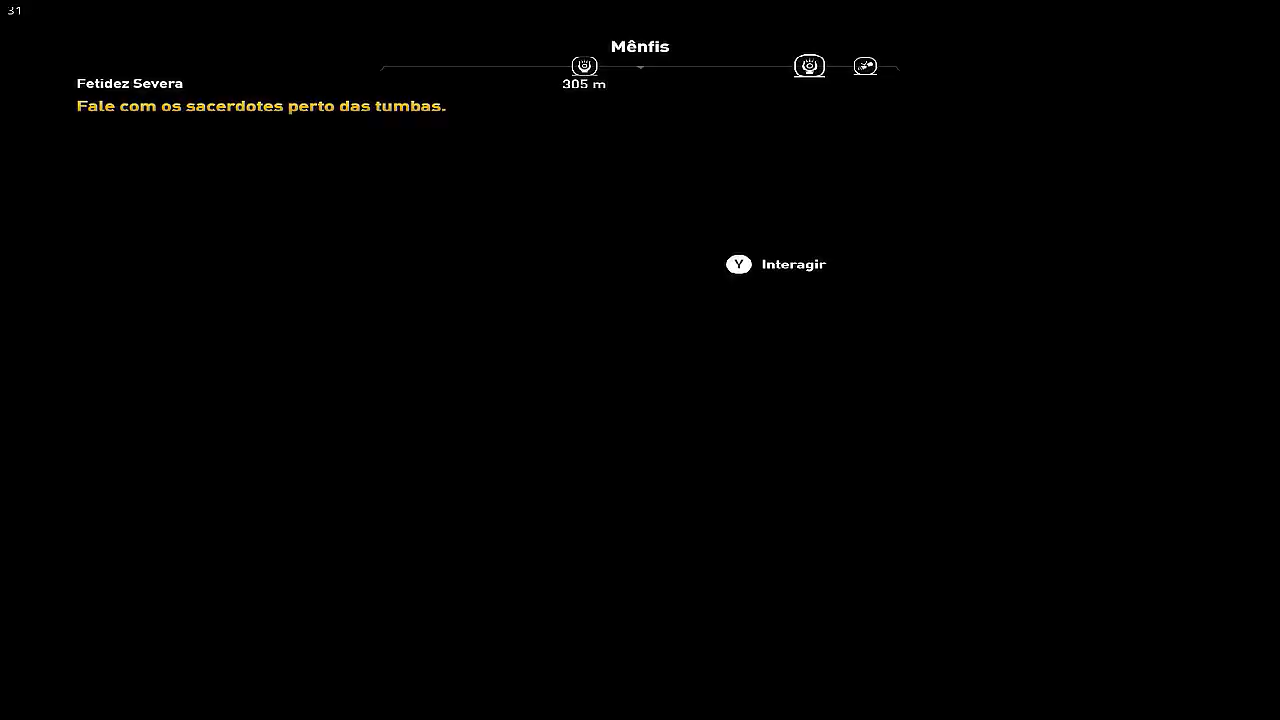 31
Mênfis
305 m
Fetidez Severa
Fale com os sacerdotes perto das tumbas.
Y Interagir